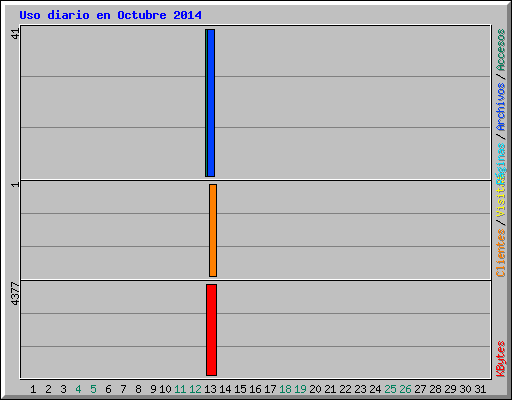 Uso diario en Octubre 2014
41
1
4377
Accesos / Archivos / Páginas
Clientes / Visitas
KBytes
1 2 3 4 5 6 7 8 9 10 11 12 13 14 15 16 17 18 19 20 21 22 23 24 25 26 27 28 29 30 31